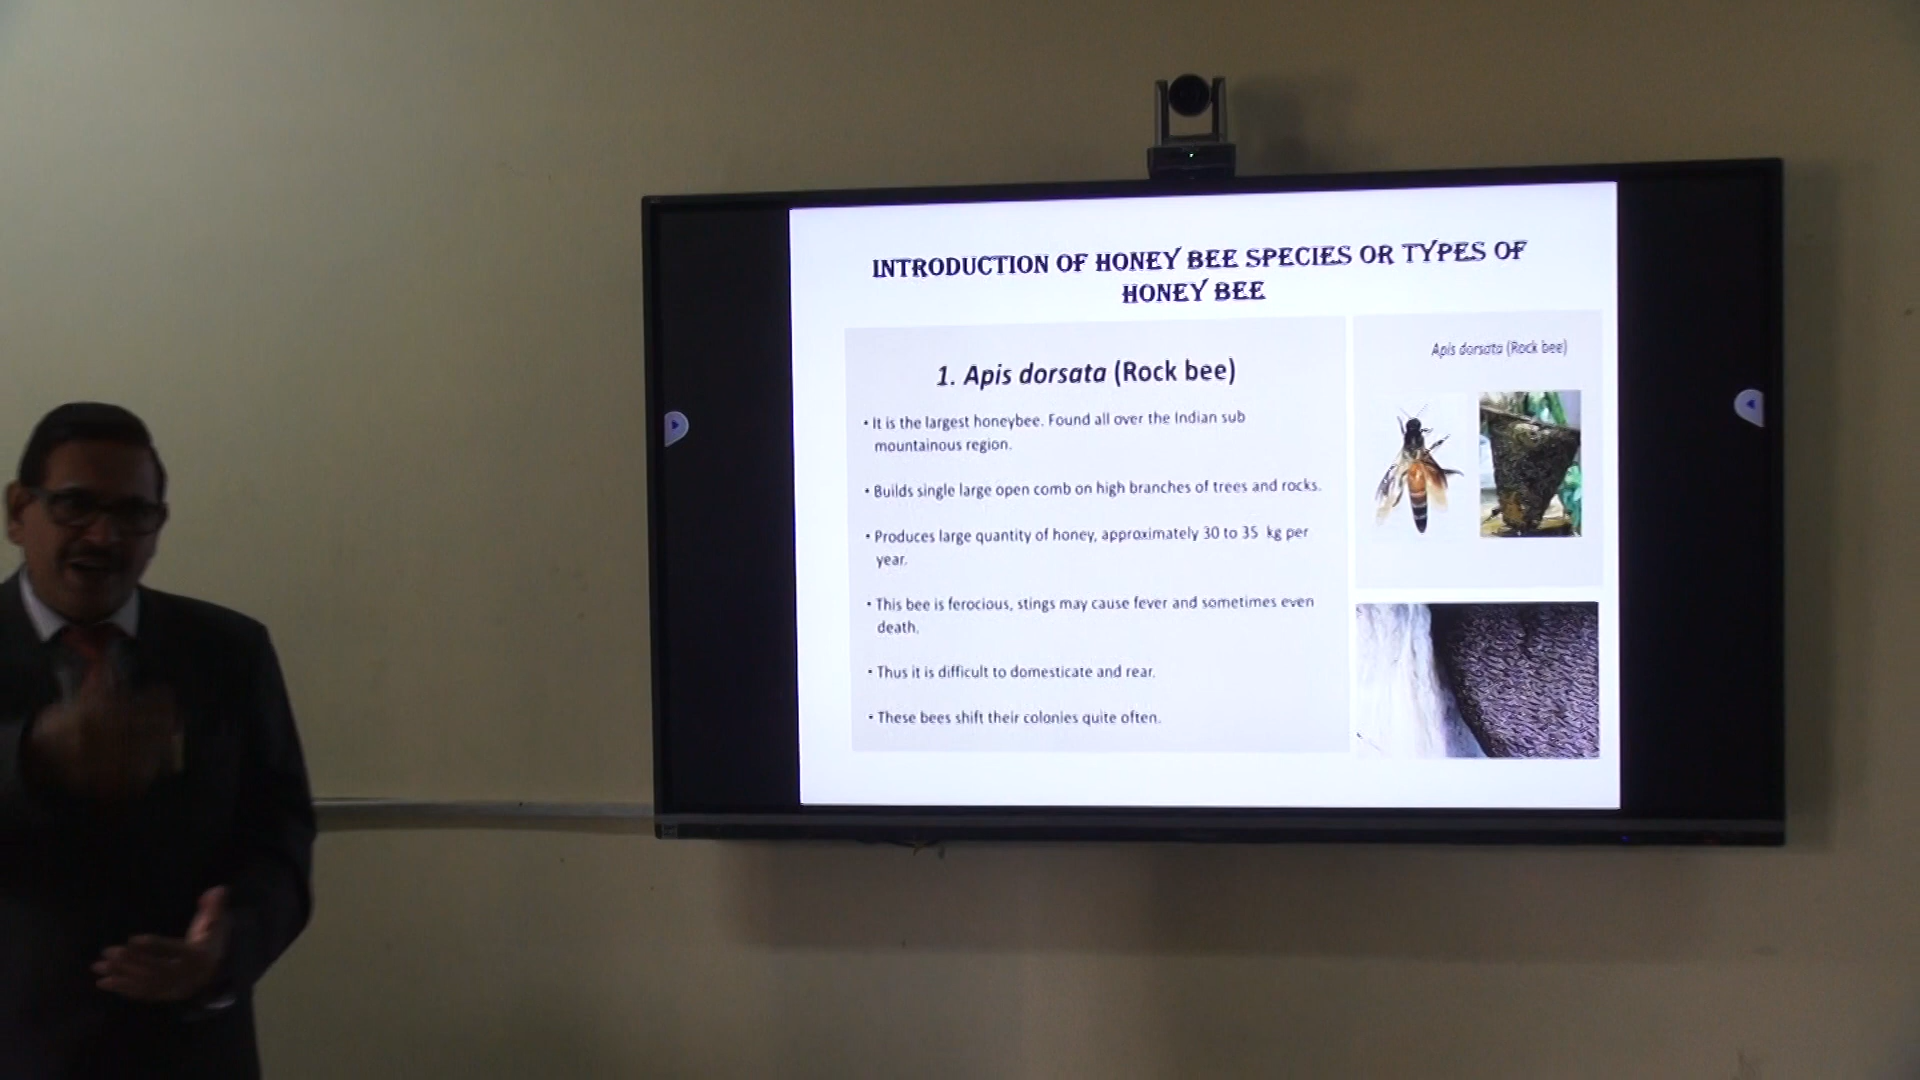 INTRODUCTION OF HONEY BEE SPECIES OR TYPES OF
HONEY BEE
1. Apis dorsata (Rock bee)
• It is the largest honeybee. Found all over the Indian sub
mountainous region.
• Builds single large open comb on high branches of trees and rocks.
• Produces large quantity of honey, approximately 30 to 35 kg per
year.
• This bee is ferocious, stings may cause fever and sometimes even
death.
• Thus it is difficult to domesticate and rear.
• These bees shift their colonies quite often.
Apis dorsata (Rock bee)